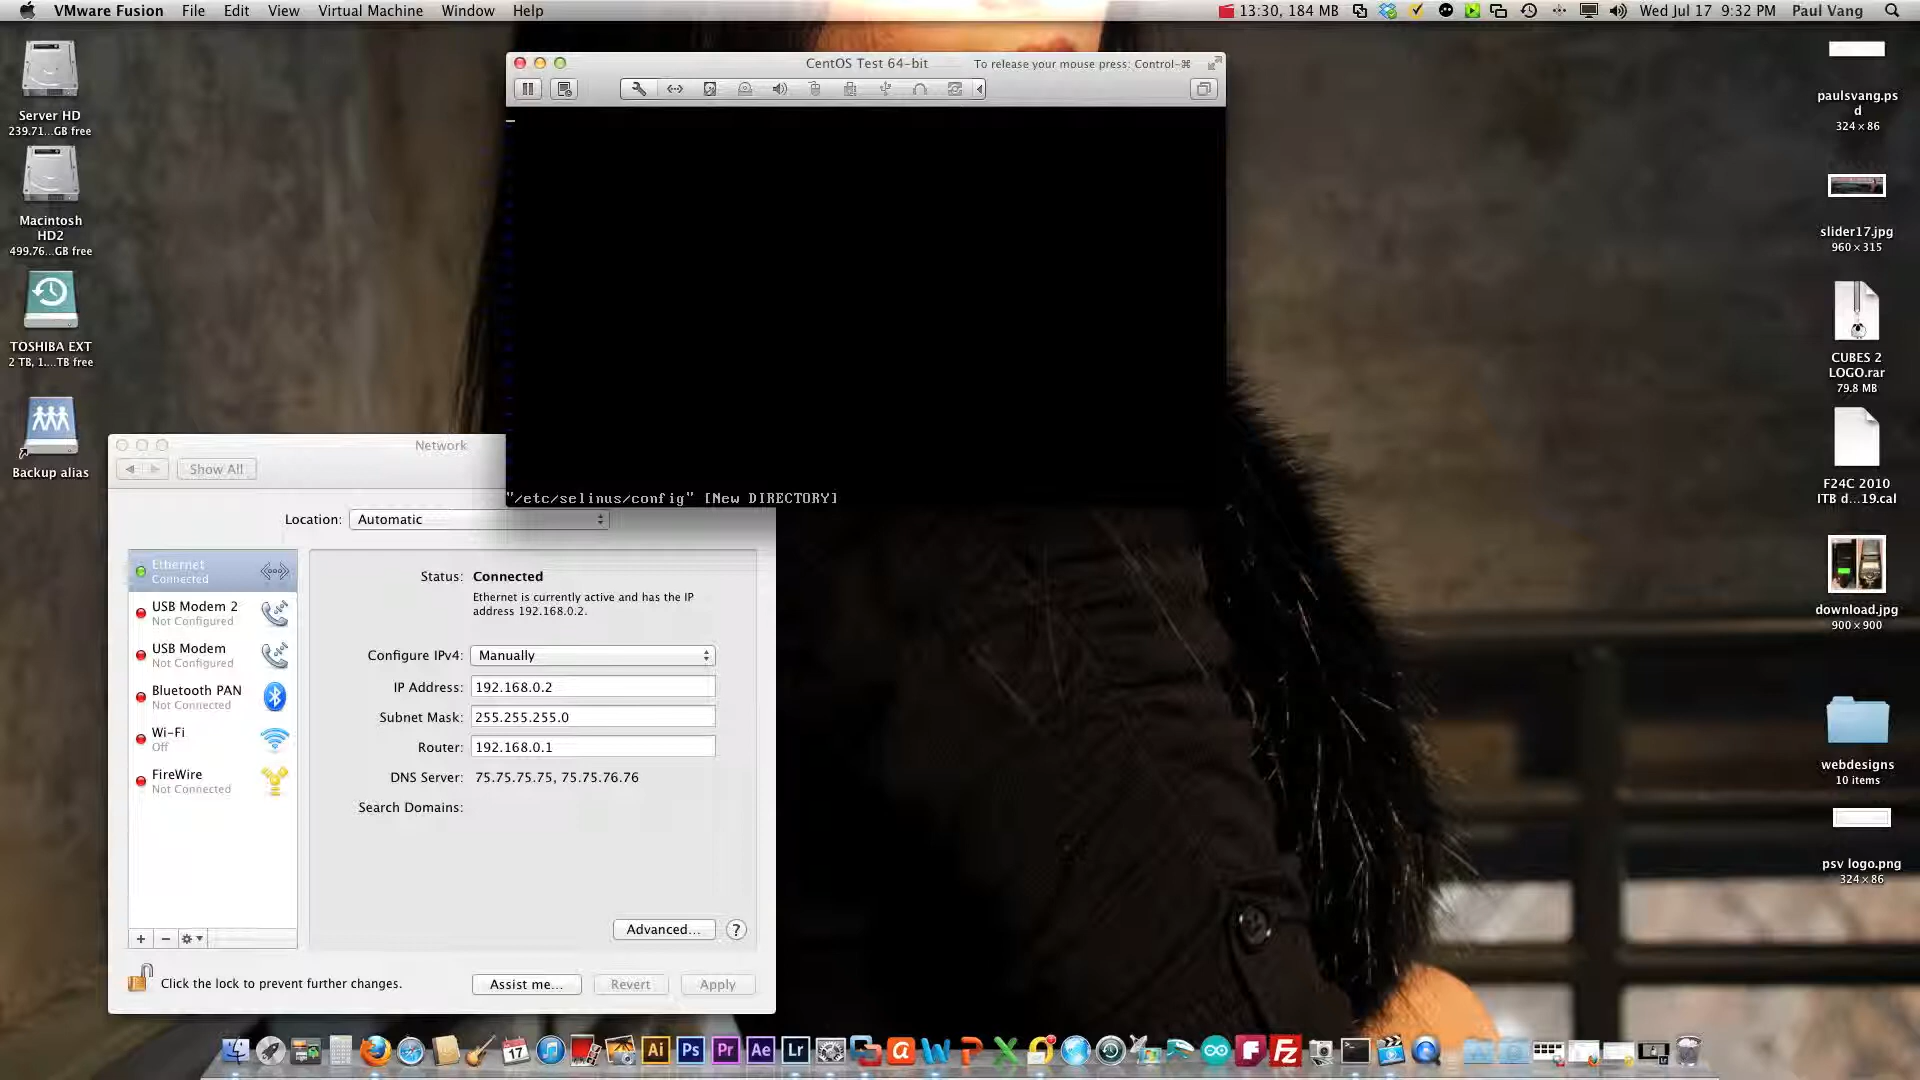 VMware Fusion File Edit View Virtual Machine Window Help
13:30, 184 MB Wed Jul 17 9:32 PM Paul Vang
Server HD
239.71...GB free
Macintosh
HD2
499.76...GB free
TOSHIBA EXT
2 TB, 1....TB free
Backup alias
CentOS Test 64-bit
To release your mouse press: Control-⌘
"/etc/selinus/config" [New DIRECTORY]
Network
Show All
Location: Automatic
Ethernet
Connected
USB Modem 2
Not Configured
USB Modem
Not Configured
Bluetooth PAN
Not Connected
Wi-Fi
Off
FireWire
Not Connected
Status: Connected
Ethernet is currently active and has the IP
address 192.168.0.2.
Configure IPv4: Manually
IP Address: 192.168.0.2
Subnet Mask: 255.255.255.0
Router: 192.168.0.1
DNS Server: 75.75.75.75, 75.75.76.76
Search Domains:
Advanced... ?
+ −
Click the lock to prevent further changes.
Assist me... Revert Apply
paulsvang.ps
d
324 × 86
slider17.jpg
960 × 315
CUBES 2
LOGO.rar
79.8 MB
F24C 2010
ITB d...19.cal
download.jpg
900 × 900
webdesigns
10 items
psv logo.png
324 × 86
17 Ai Ps Pr Ae Lr a W P X F Fz